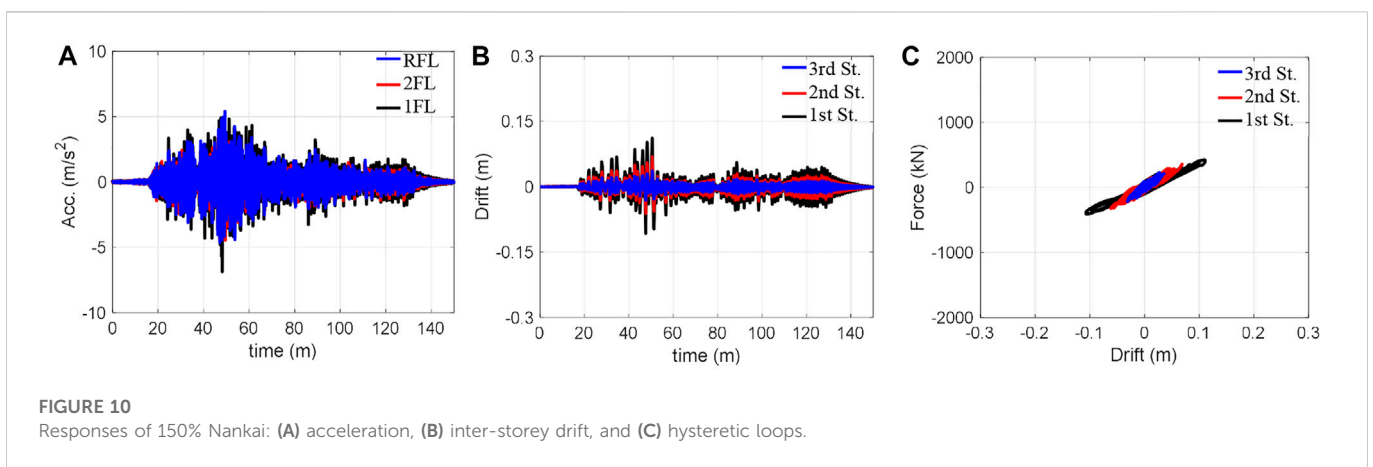 A
10
5
0
-5
-10
Acc. (m/s²)
RFL
2FL
1FL
0 20 40 60 80 100 120 140
time (m)
B
0.3
0.15
0
-0.15
-0.3
Drift (m)
3rd St.
2nd St.
1st St.
0 20 40 60 80 100 120 140
time (m)
C
2000
1000
0
-1000
-2000
Force (kN)
3rd St.
2nd St.
1st St.
-0.3 -0.2 -0.1 0 0.1 0.2 0.3
Drift (m)
FIGURE 10
Responses of 150% Nankai: (A) acceleration, (B) inter-storey drift, and (C) hysteretic loops.